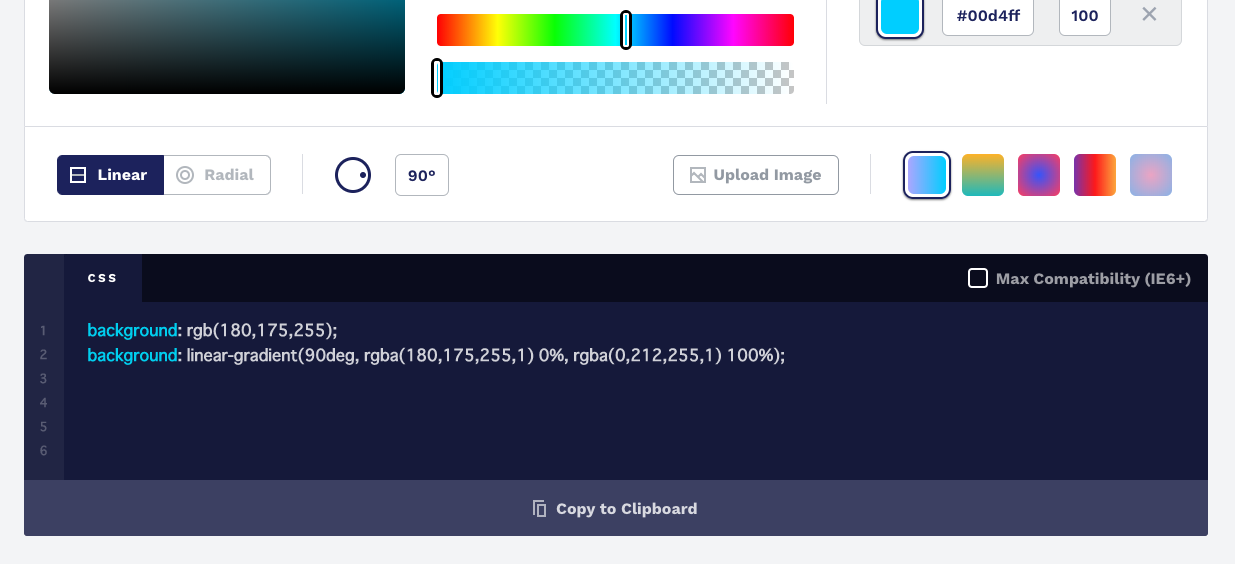 #00d4ff 100
Linear Radial 90° Upload Image
css Max Compatibility (IE6+)
1 background: rgb(180,175,255);
2 background: linear-gradient(90deg, rgba(180,175,255,1) 0%, rgba(0,212,255,1) 100%);
3
4
5
6
Copy to Clipboard